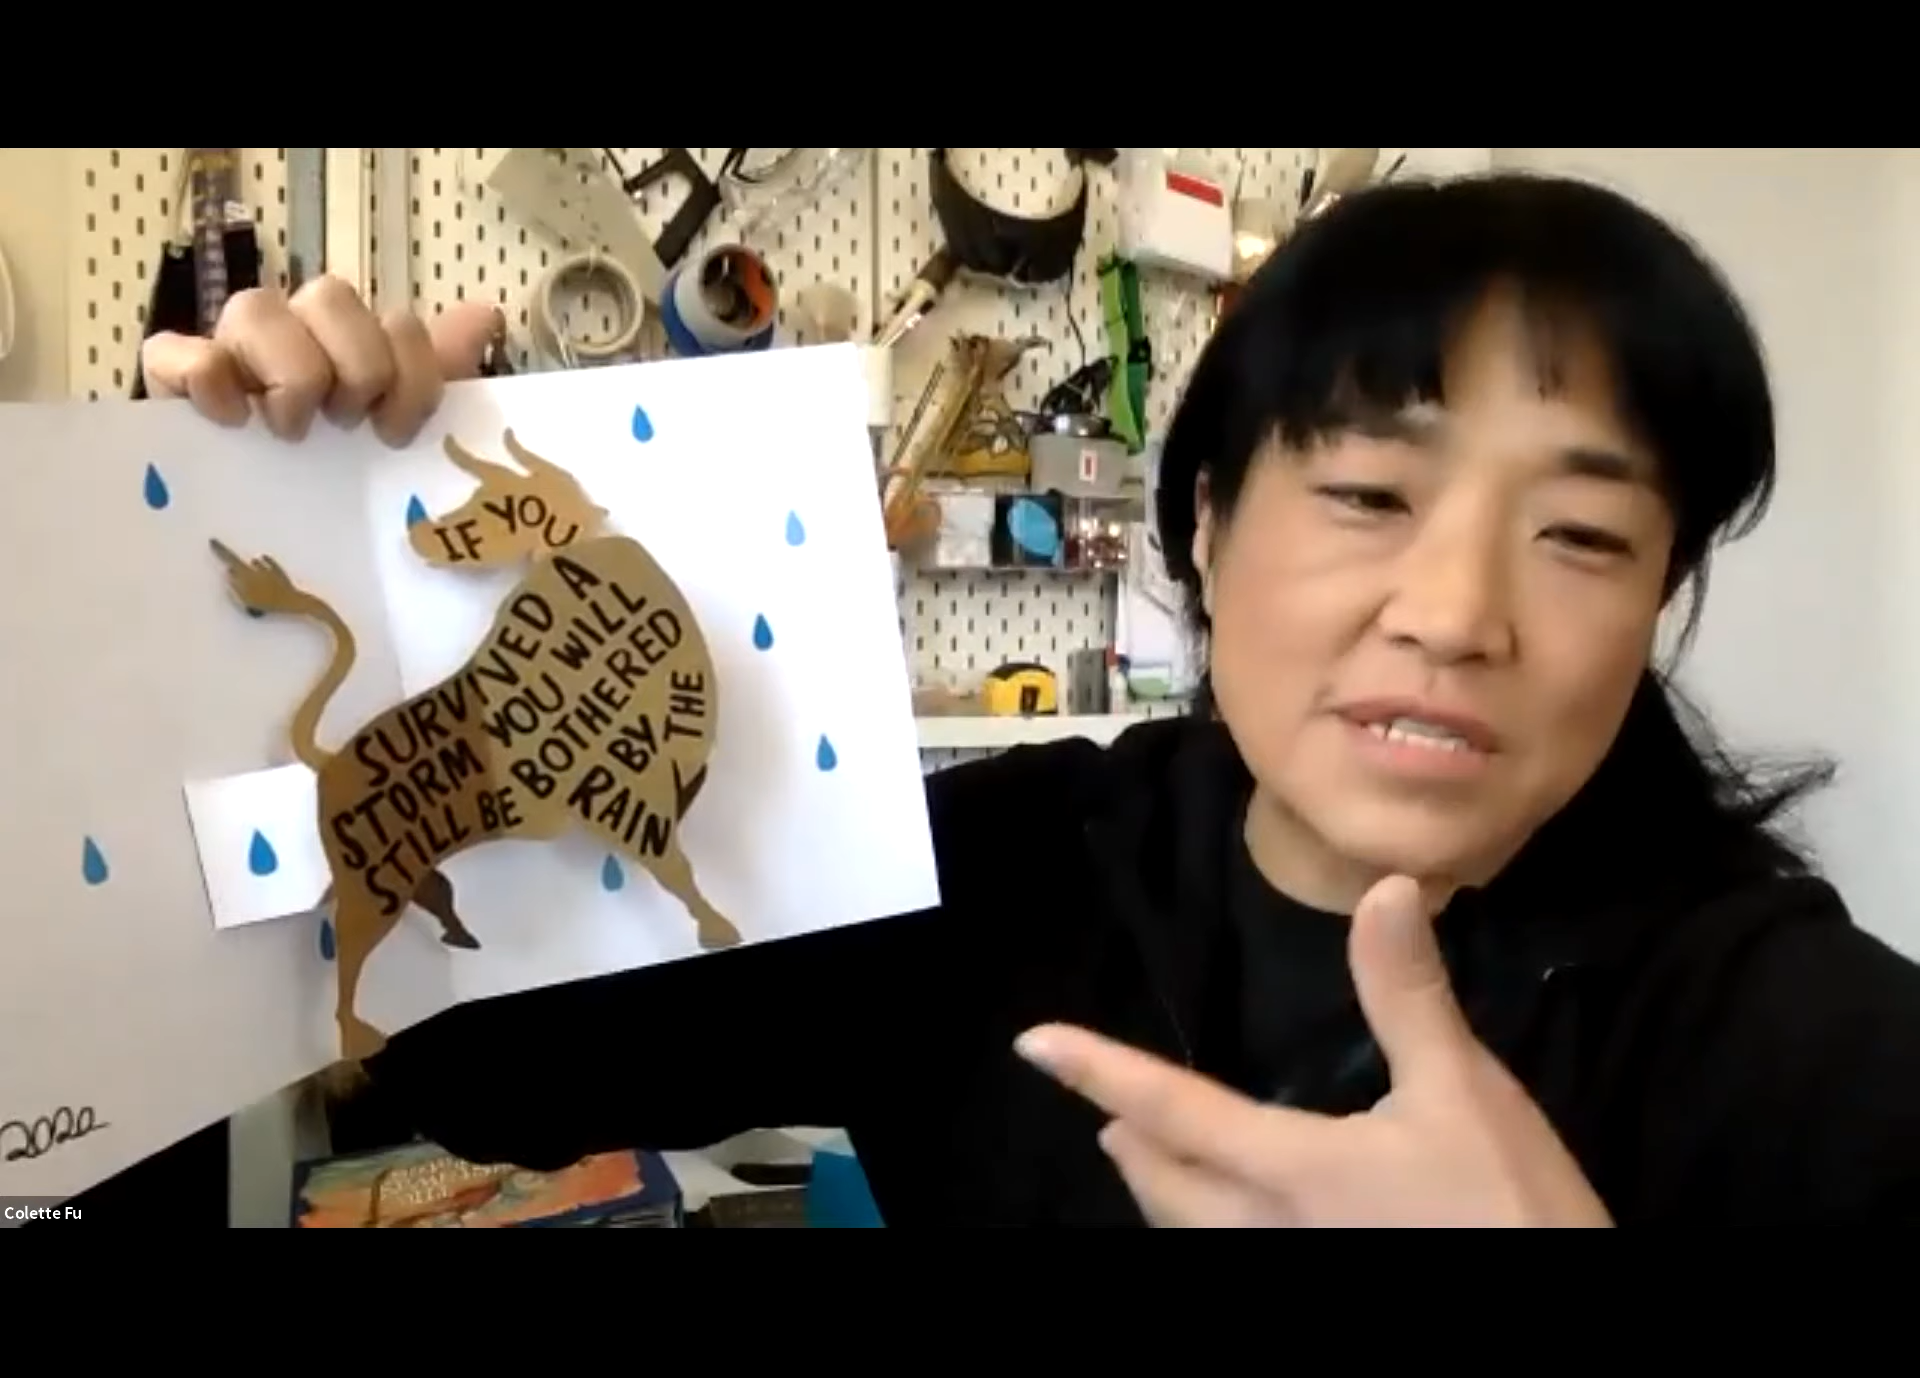 IF YOU
SURVIVED A
STORM YOU WILL
STILL BE BOTHERED
BY THE
RAIN
2020
Colette Fu